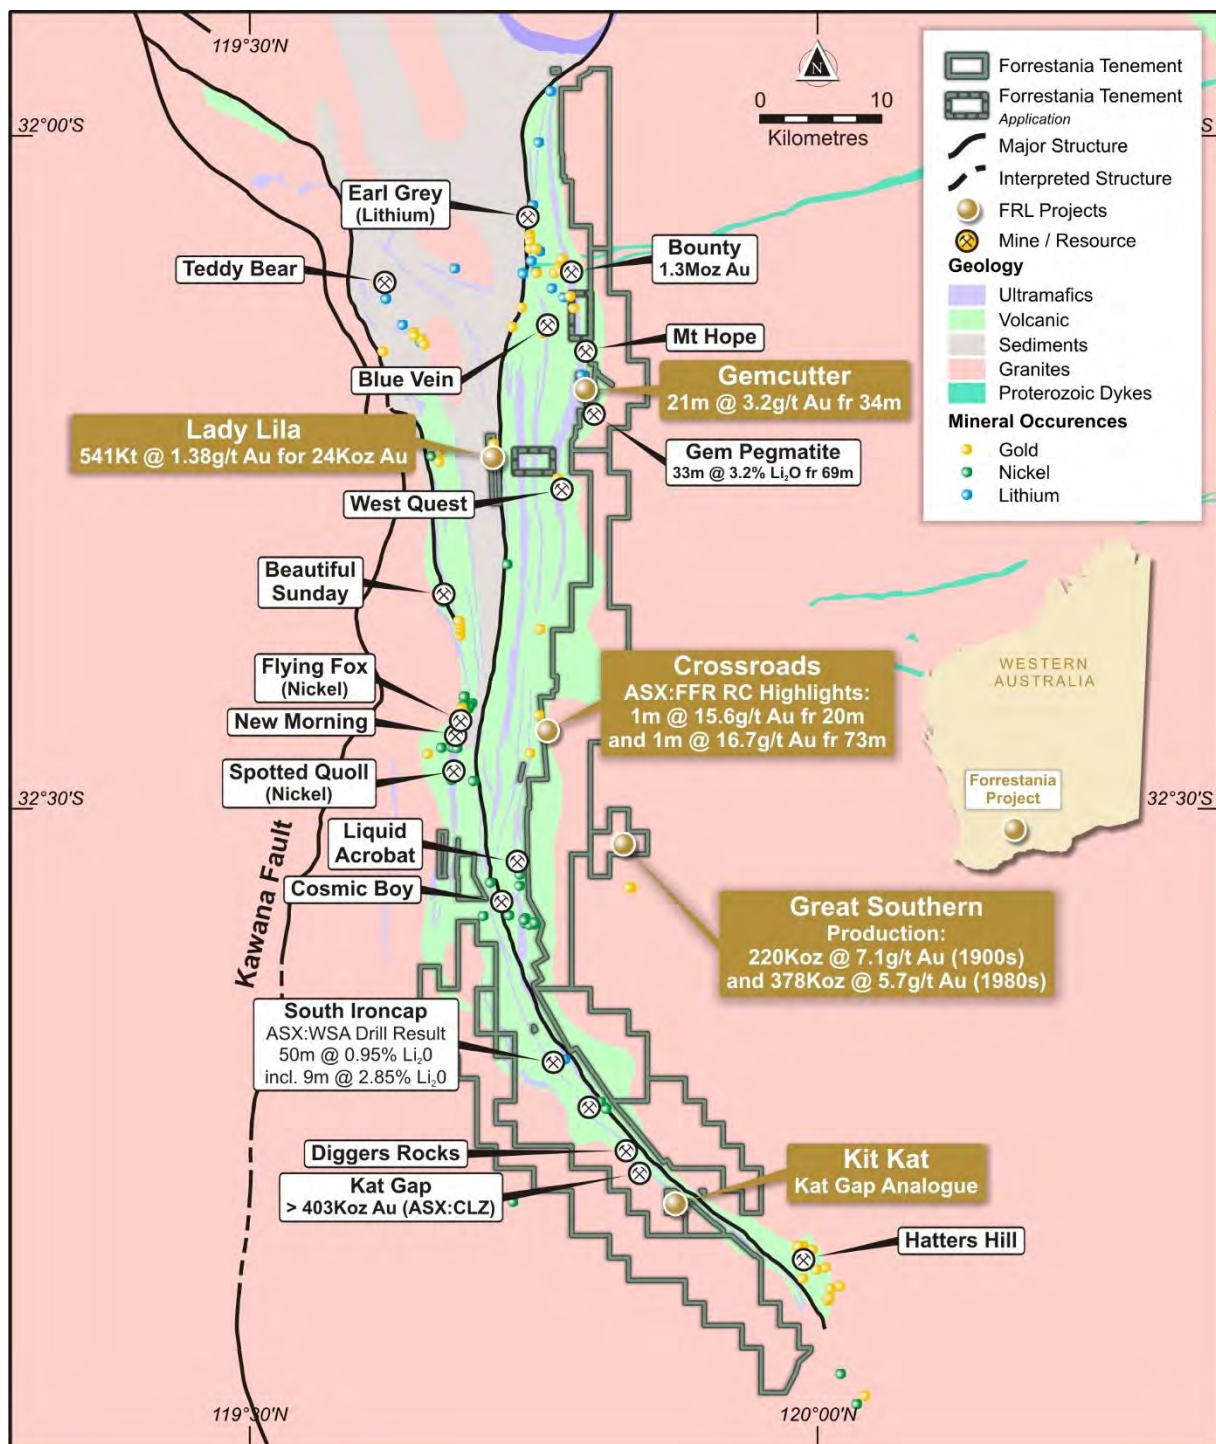 119°30'N
N
0
10
Kilometres
32°00'S
S
Forrestania Tenement
Forrestania Tenement
Application
Major Structure
Interpreted Structure
FRL Projects
Mine / Resource
Geology
Ultramafics
Volcanic
Sediments
Granites
Proterozoic Dykes
Mineral Occurences
Gold
Nickel
Lithium
Earl Grey
(Lithium)
Teddy Bear
Bounty
1.3Moz Au
Mt Hope
Blue Vein
Gemcutter
21m @ 3.2g/t Au fr 34m
Lady Lila
541Kt @ 1.38g/t Au for 24Koz Au
Gem Pegmatite
33m @ 3.2% Li₂O fr 69m
West Quest
Beautiful
Sunday
Flying Fox
(Nickel)
New Morning
Crossroads
ASX:FFR RC Highlights:
1m @ 15.6g/t Au fr 20m
and 1m @ 16.7g/t Au fr 73m
WESTERN
AUSTRALIA
Forrestania
Project
Spotted Quoll
(Nickel)
32°30'S
32°30'S
Liquid
Acrobat
Cosmic Boy
Kawana Fault
Great Southern
Production:
220Koz @ 7.1g/t Au (1900s)
and 378Koz @ 5.7g/t Au (1980s)
South Ironcap
ASX:WSA Drill Result
50m @ 0.95% Li₂0
incl. 9m @ 2.85% Li₂0
Diggers Rocks
Kat Gap
> 403Koz Au (ASX:CLZ)
Kit Kat
Kat Gap Analogue
Hatters Hill
119°30'N
120°00'N